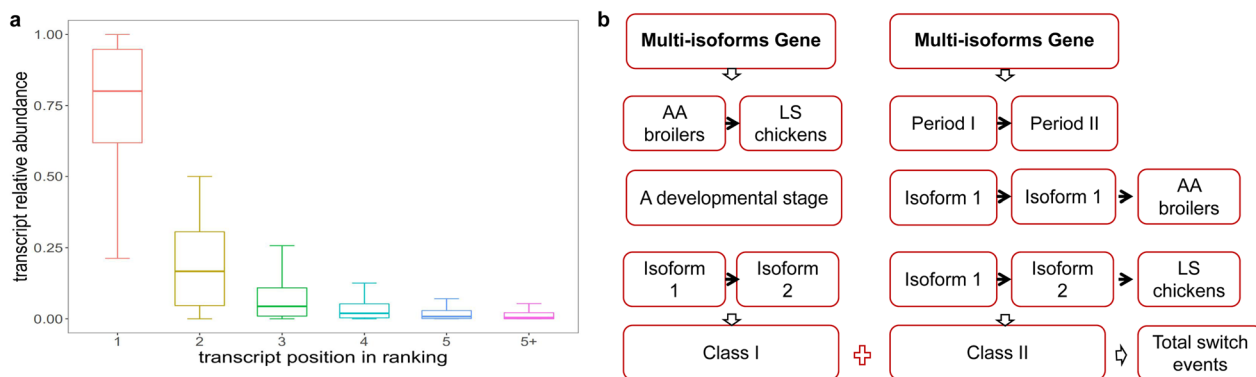 a
transcript relative abundance
1.00
0.75
0.50
0.25
0.00
1 2 3 4 5 5+
transcript position in ranking
b
Multi-isoforms Gene
AA
broilers
LS
chickens
A developmental stage
Isoform
1
Isoform
2
Class I
Multi-isoforms Gene
Period I
Period II
Isoform 1
Isoform 1
AA
broilers
Isoform 1
Isoform
2
LS
chickens
Class II
Total switch
events